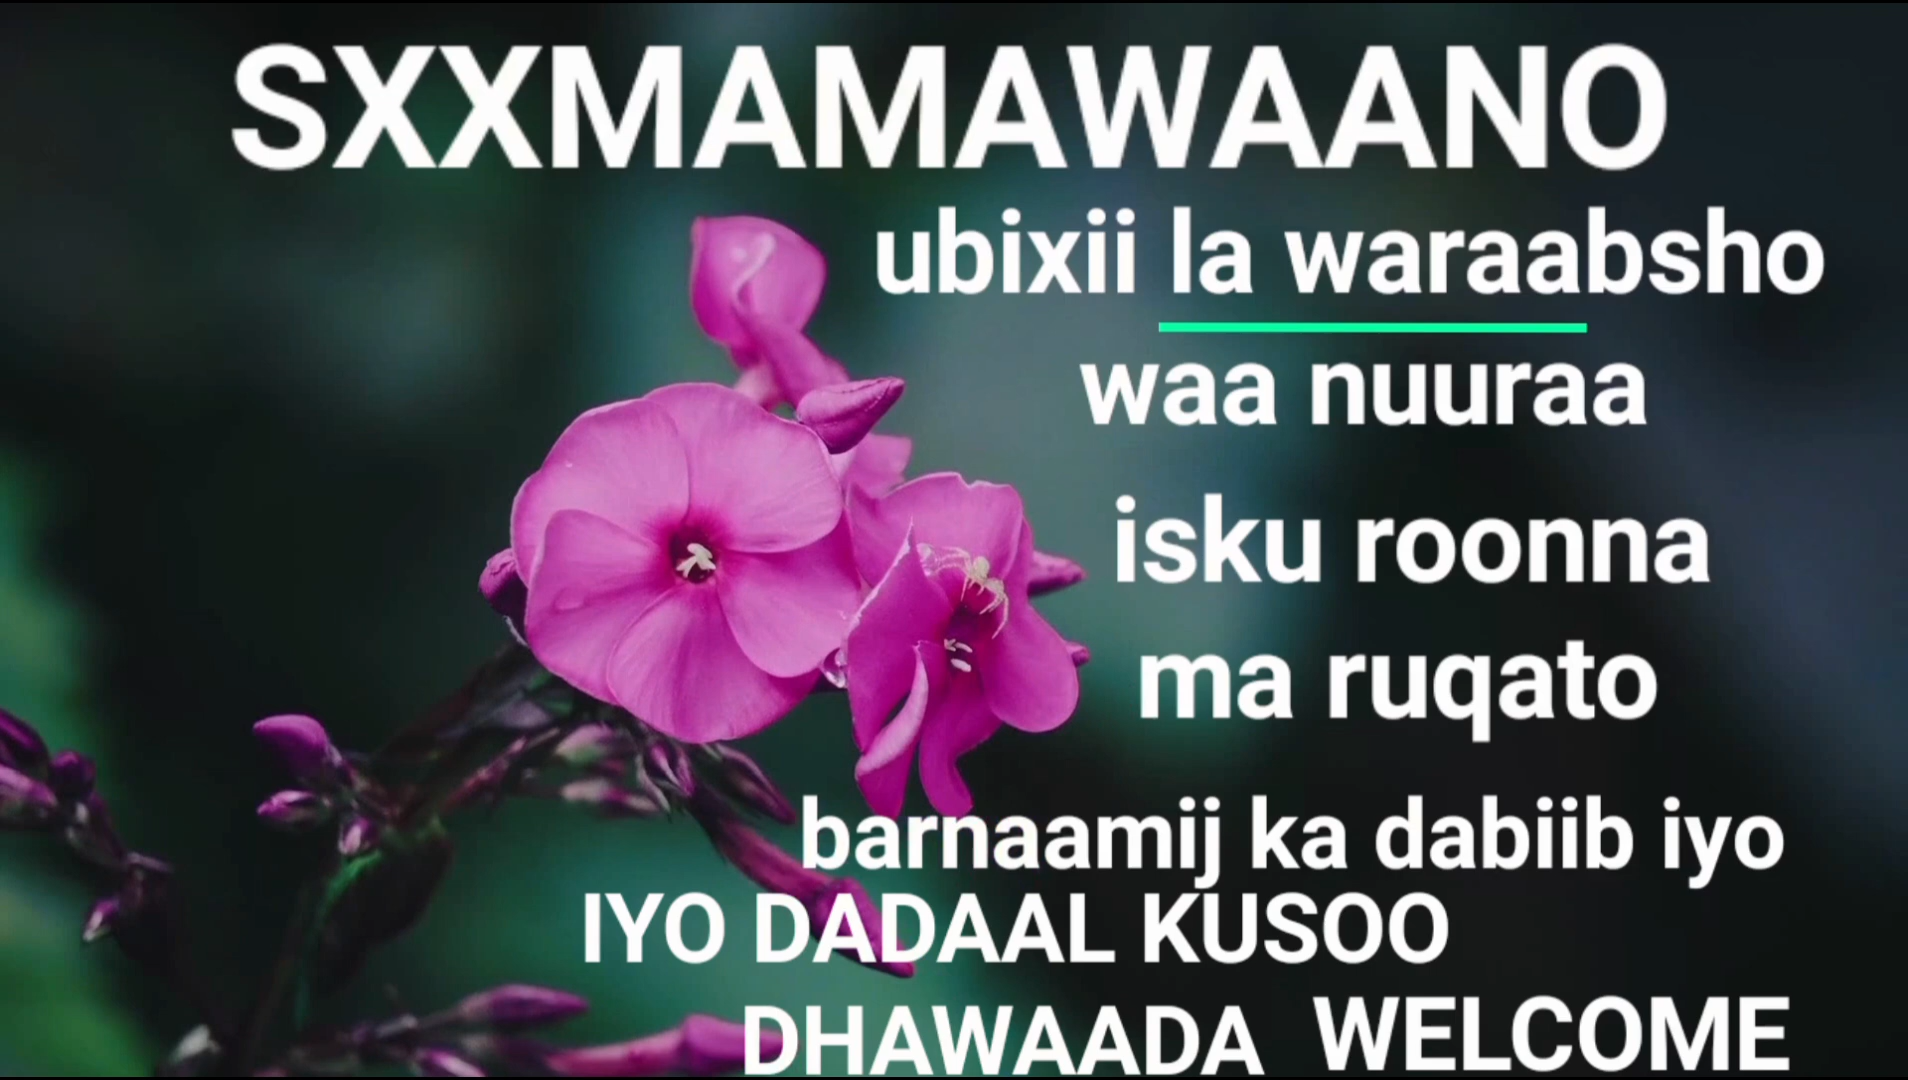 SXXMAMAWAANO
ubixii la waraabsho
waa nuuraa
isku roonna
ma ruqato
barnaamij ka dabiib iyo
IYO DADAAL KUSOO
DHAWAADA WELCOME